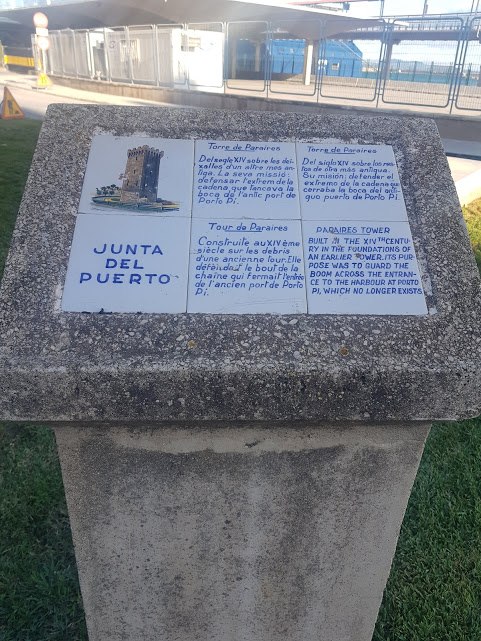 Torre de Paraires
Del segle XIV sobre les dei-
xalles d'un altre mes an-
tiga. La seva missió:
defensar l'extrem de la
cadena que tancava la
boca de l'antic port de
Porto Pi.
Torre de Paraires
Del siglo XIV sobre los res-
tos de otra más antigua.
Su misión: defender el
extremo de la cadena que
cerraba la boca del anti-
guo puerto de Porto Pi.
JUNTA
DEL
PUERTO
Tour de Paraires
Construite au XIVème
siècle sur les debris
d'une ancienne tour. Elle
défendait le bout de la
chaîne qui fermait l'entrée
de l'ancien port de Porto
Pi.
PARAIRES TOWER
BUILT IN THE XIVTH CENTU-
RY IN THE FOUNDATIONS OF
AN EARLIER TOWER. ITS PUR-
POSE WAS TO GUARD THE
BOOM ACROSS THE ENTRAN-
CE TO THE HARBOUR AT PORTO
PI, WHICH NO LONGER EXISTS